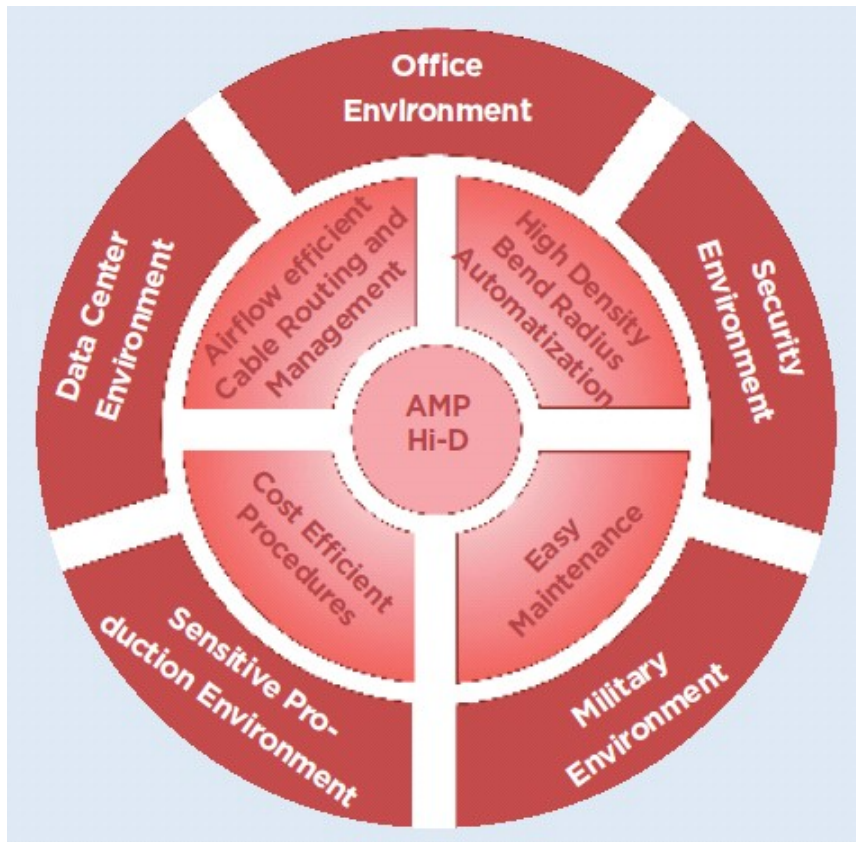 Office
Environment
Security
Environment
Military
Environment
Sensitive Pro-
duction Environment
Data Center
Environment
Airflow efficient
Cable Routing and
Management
High Density
Bend Radius
Automatization
Easy
Maintenance
Cost Efficient
Procedures
AMP
Hi-D